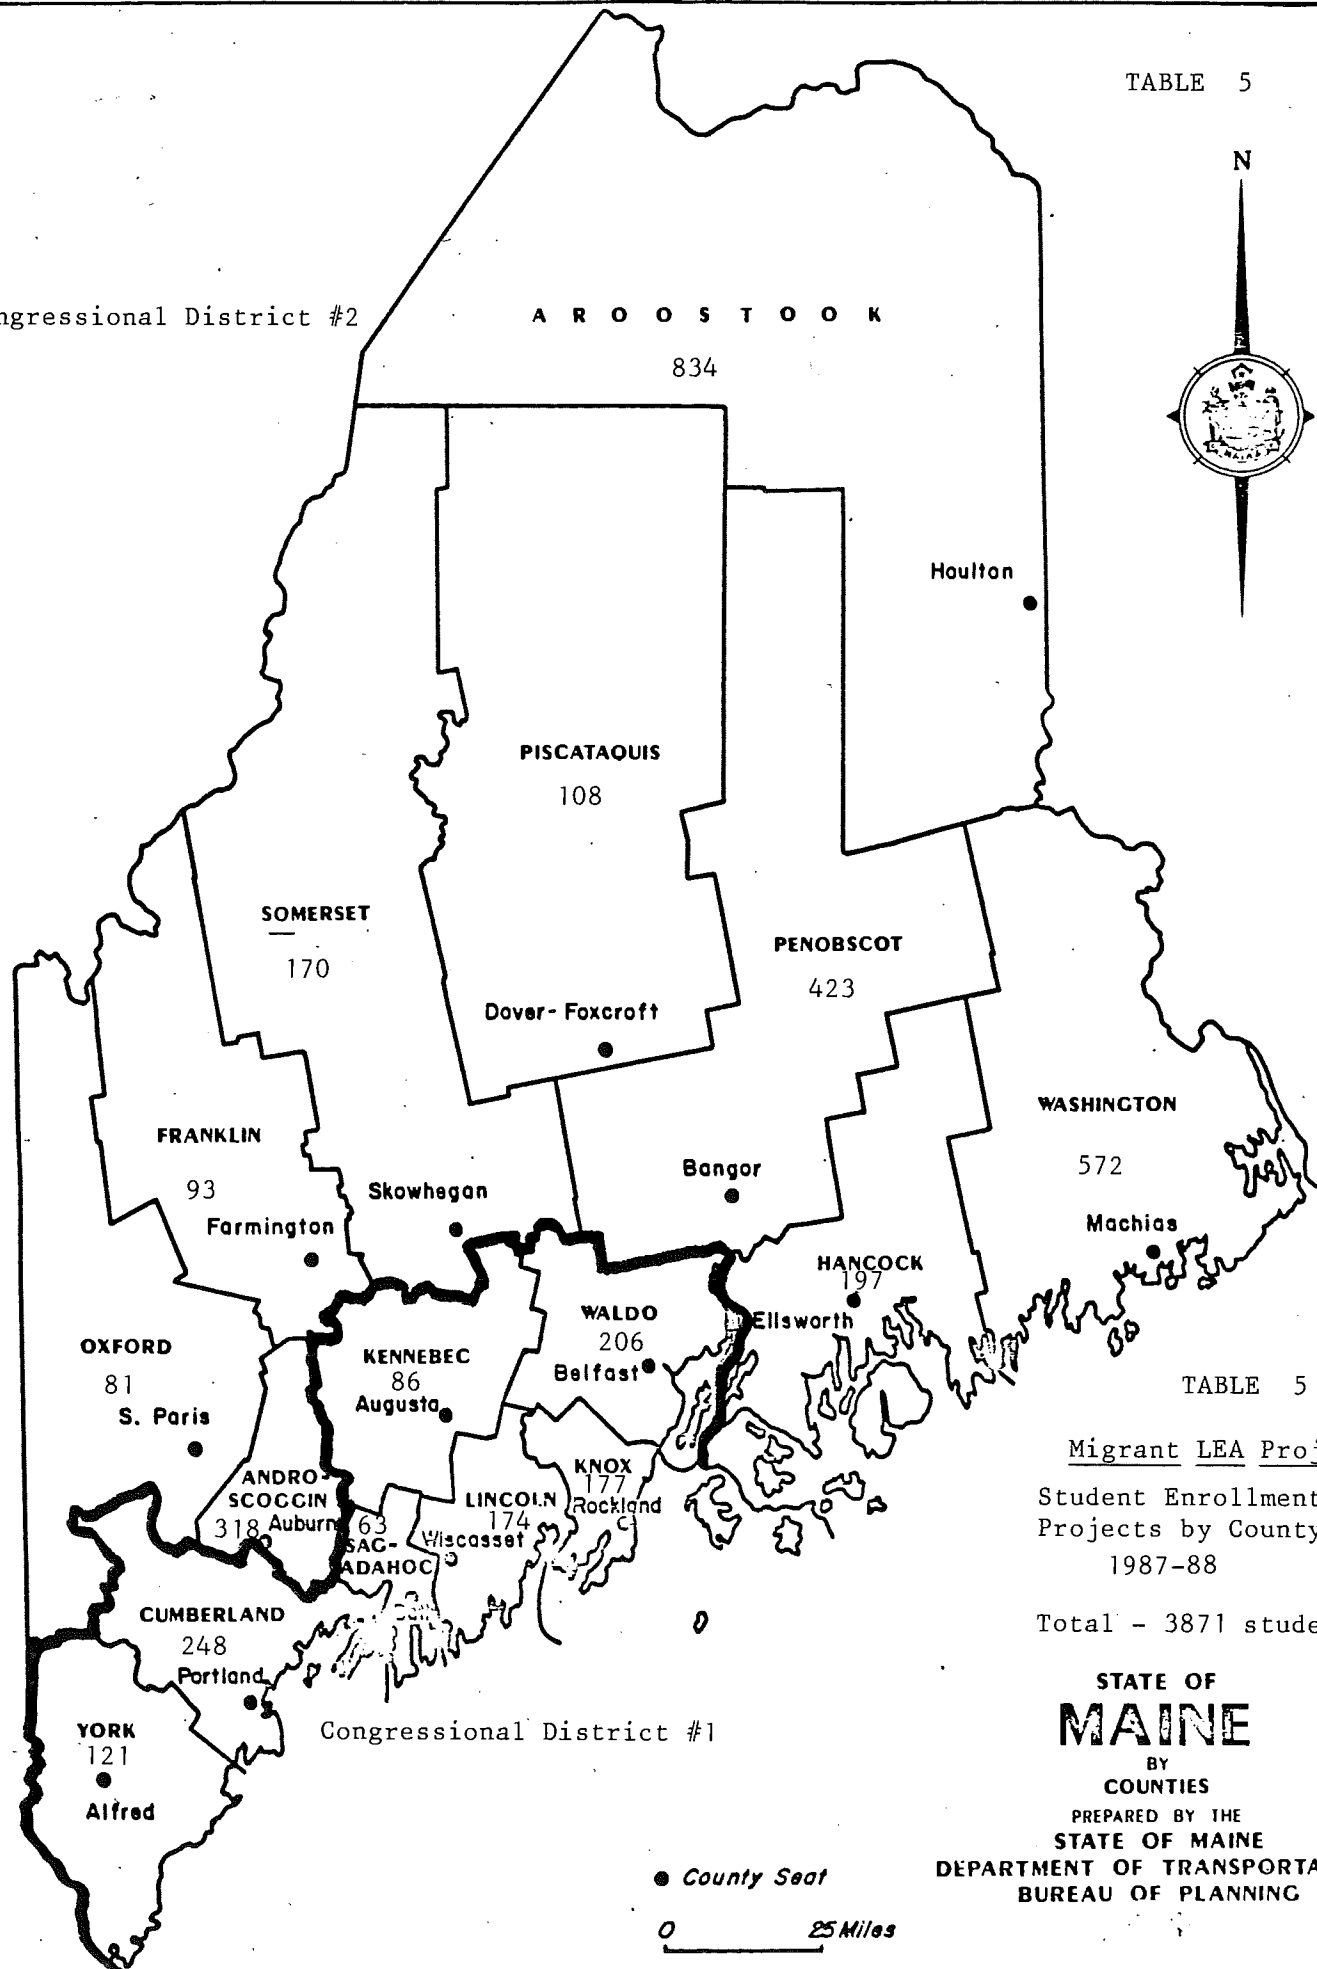 TABLE 5
N
ngressional District #2
AROOSTOOK
834
MAINE
Houlton
PISCATAQUIS
108
SOMERSET
170
PENOBSCOT
423
Dover-Foxcroft
WASHINGTON
572
FRANKLIN
93
Bangor
Skowhegan
Machias
Farmington
HANCOCK
197
Ellsworth
WALDO
206
Belfast
OXFORD
81
S. Paris
KENNEBEC
86
Augusta
TABLE 5
Migrant LEA Proj
KNOX
177
Rockland
ANDRO-
SCOGGIN
318 Auburn
LINCOLN
174
Wiscasset
63
SAG-
ADAHOC
Student Enrollment
Projects by County
1987-88
CUMBERLAND
248
Portland
Total - 3871 stude
YORK
121
Alfred
Congressional District #1
STATE OF
MAINE
BY
COUNTIES
PREPARED BY THE
STATE OF MAINE
DEPARTMENT OF TRANSPORTA
BUREAU OF PLANNING
County Seat
0 25 Miles